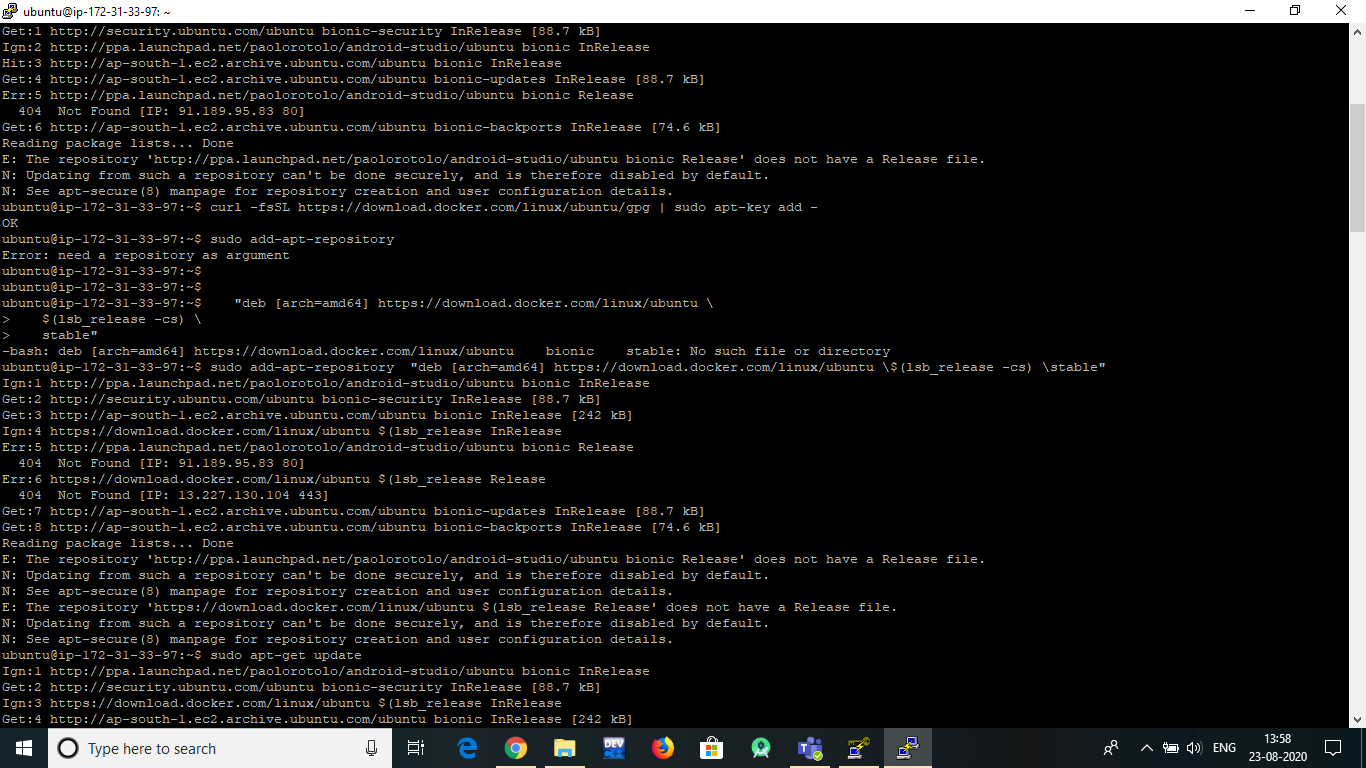 ubuntu@ip-172-31-33-97: ~
Get:1 http://security.ubuntu.com/ubuntu bionic-security InRelease [88.7 kB]
Ign:2 http://ppa.launchpad.net/paolorotolo/android-studio/ubuntu bionic InRelease
Hit:3 http://ap-south-1.ec2.archive.ubuntu.com/ubuntu bionic InRelease
Get:4 http://ap-south-1.ec2.archive.ubuntu.com/ubuntu bionic-updates InRelease [88.7 kB]
Err:5 http://ppa.launchpad.net/paolorotolo/android-studio/ubuntu bionic Release
  404  Not Found [IP: 91.189.95.83 80]
Get:6 http://ap-south-1.ec2.archive.ubuntu.com/ubuntu bionic-backports InRelease [74.6 kB]
Reading package lists... Done
E: The repository 'http://ppa.launchpad.net/paolorotolo/android-studio/ubuntu bionic Release' does not have a Release file.
N: Updating from such a repository can't be done securely, and is therefore disabled by default.
N: See apt-secure(8) manpage for repository creation and user configuration details.
ubuntu@ip-172-31-33-97:~$ curl -fsSL https://download.docker.com/linux/ubuntu/gpg | sudo apt-key add -
OK
ubuntu@ip-172-31-33-97:~$ sudo add-apt-repository
Error: need a repository as argument
ubuntu@ip-172-31-33-97:~$
ubuntu@ip-172-31-33-97:~$
ubuntu@ip-172-31-33-97:~$    "deb [arch=amd64] https://download.docker.com/linux/ubuntu \
>    $(lsb_release -cs) \
>    stable"
-bash: deb [arch=amd64] https://download.docker.com/linux/ubuntu    bionic    stable: No such file or directory
ubuntu@ip-172-31-33-97:~$ sudo add-apt-repository  "deb [arch=amd64] https://download.docker.com/linux/ubuntu \$(lsb_release -cs) \stable"
Ign:1 http://ppa.launchpad.net/paolorotolo/android-studio/ubuntu bionic InRelease
Get:2 http://security.ubuntu.com/ubuntu bionic-security InRelease [88.7 kB]
Get:3 http://ap-south-1.ec2.archive.ubuntu.com/ubuntu bionic InRelease [242 kB]
Ign:4 https://download.docker.com/linux/ubuntu $(lsb_release InRelease
Err:5 http://ppa.launchpad.net/paolorotolo/android-studio/ubuntu bionic Release
  404  Not Found [IP: 91.189.95.83 80]
Err:6 https://download.docker.com/linux/ubuntu $(lsb_release Release
  404  Not Found [IP: 13.227.130.104 443]
Get:7 http://ap-south-1.ec2.archive.ubuntu.com/ubuntu bionic-updates InRelease [88.7 kB]
Get:8 http://ap-south-1.ec2.archive.ubuntu.com/ubuntu bionic-backports InRelease [74.6 kB]
Reading package lists... Done
E: The repository 'http://ppa.launchpad.net/paolorotolo/android-studio/ubuntu bionic Release' does not have a Release file.
N: Updating from such a repository can't be done securely, and is therefore disabled by default.
N: See apt-secure(8) manpage for repository creation and user configuration details.
E: The repository 'https://download.docker.com/linux/ubuntu $(lsb_release Release' does not have a Release file.
N: Updating from such a repository can't be done securely, and is therefore disabled by default.
N: See apt-secure(8) manpage for repository creation and user configuration details.
ubuntu@ip-172-31-33-97:~$ sudo apt-get update
Ign:1 http://ppa.launchpad.net/paolorotolo/android-studio/ubuntu bionic InRelease
Get:2 http://security.ubuntu.com/ubuntu bionic-security InRelease [88.7 kB]
Ign:3 https://download.docker.com/linux/ubuntu $(lsb_release InRelease
Get:4 http://ap-south-1.ec2.archive.ubuntu.com/ubuntu bionic InRelease [242 kB]
Type here to search
DEV
ENG
13:58
23-08-2020